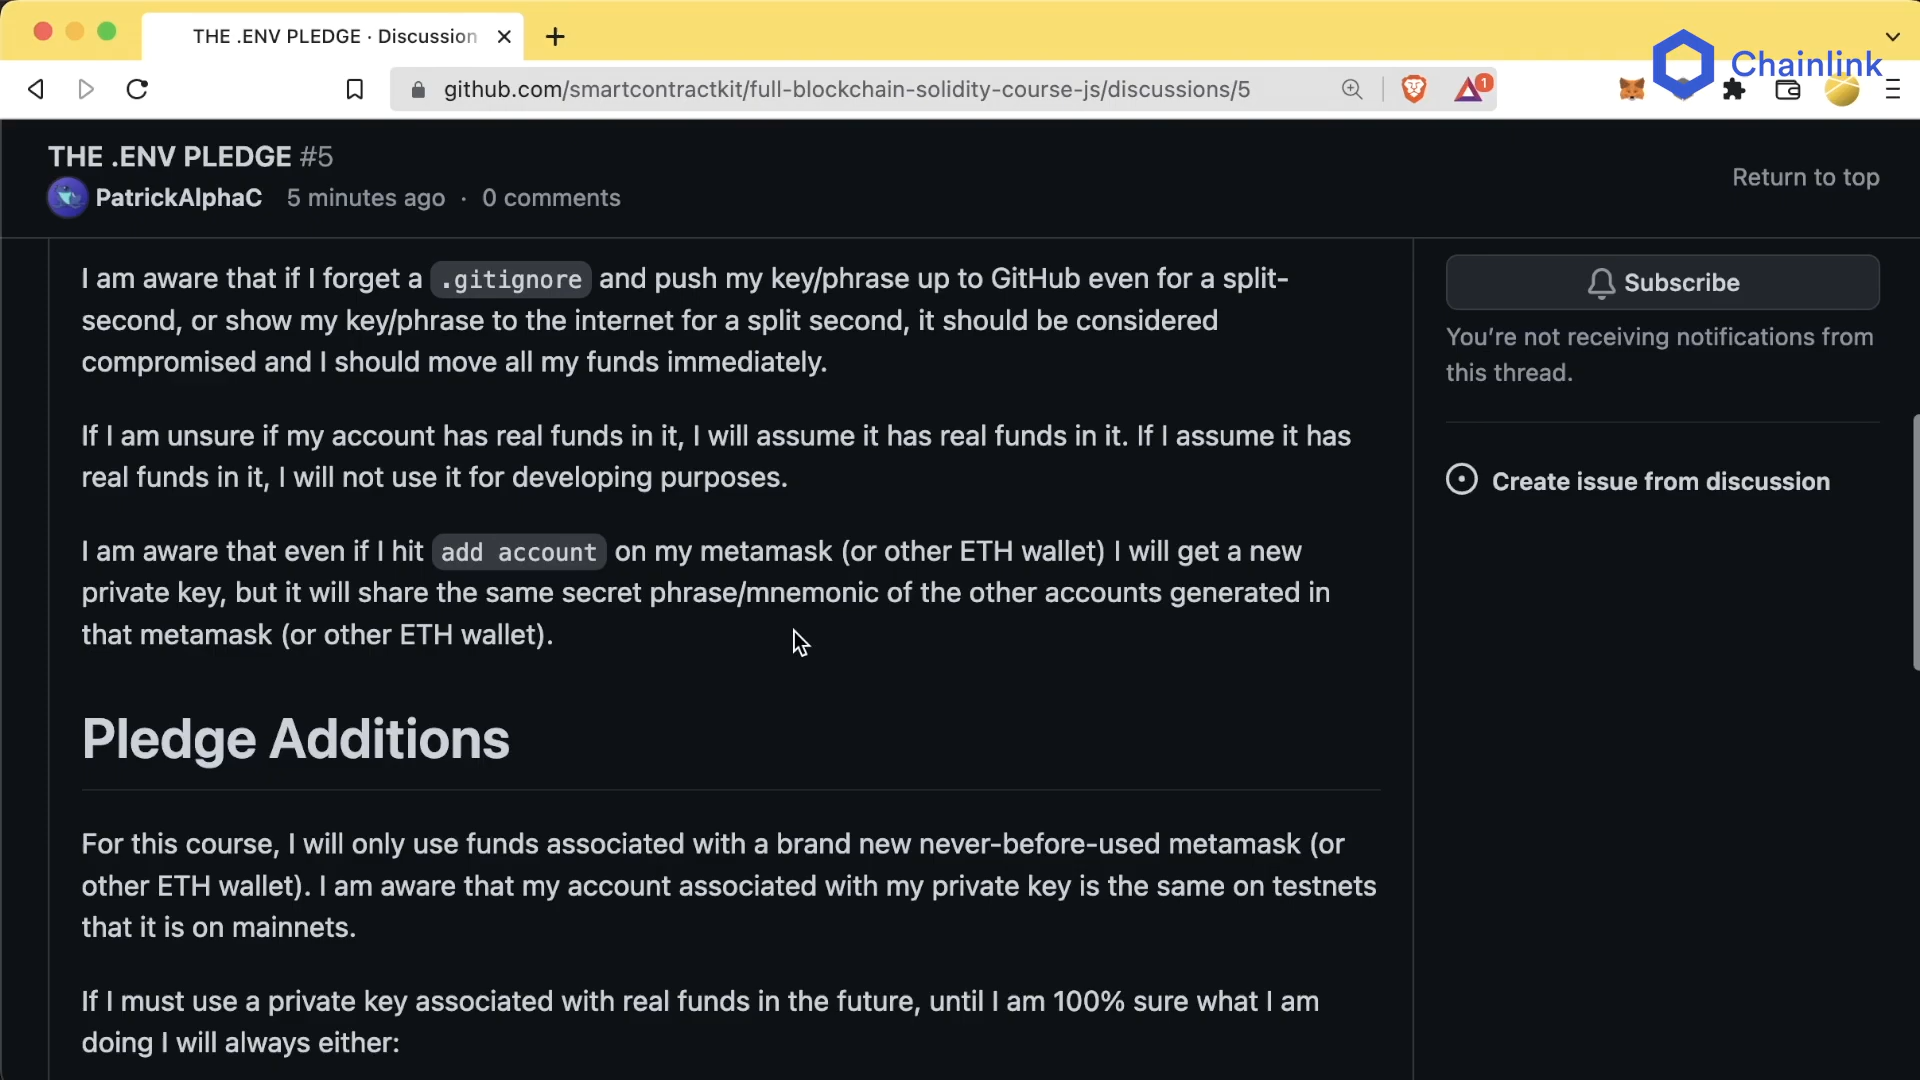 THE .ENV PLEDGE · Discussion
Chainlink
github.com/smartcontractkit/full-blockchain-solidity-course-js/discussions/5
1
THE .ENV PLEDGE #5
PatrickAlphaC 5 minutes ago · 0 comments
Return to top
I am aware that if I forget a .gitignore and push my key/phrase up to GitHub even for a split-
second, or show my key/phrase to the internet for a split second, it should be considered
compromised and I should move all my funds immediately.
If I am unsure if my account has real funds in it, I will assume it has real funds in it. If I assume it has
real funds in it, I will not use it for developing purposes.
I am aware that even if I hit add account on my metamask (or other ETH wallet) I will get a new
private key, but it will share the same secret phrase/mnemonic of the other accounts generated in
that metamask (or other ETH wallet).
Pledge Additions
For this course, I will only use funds associated with a brand new never-before-used metamask (or
other ETH wallet). I am aware that my account associated with my private key is the same on testnets
that it is on mainnets.
If I must use a private key associated with real funds in the future, until I am 100% sure what I am
doing I will always either:
Subscribe
You're not receiving notifications from
this thread.
Create issue from discussion